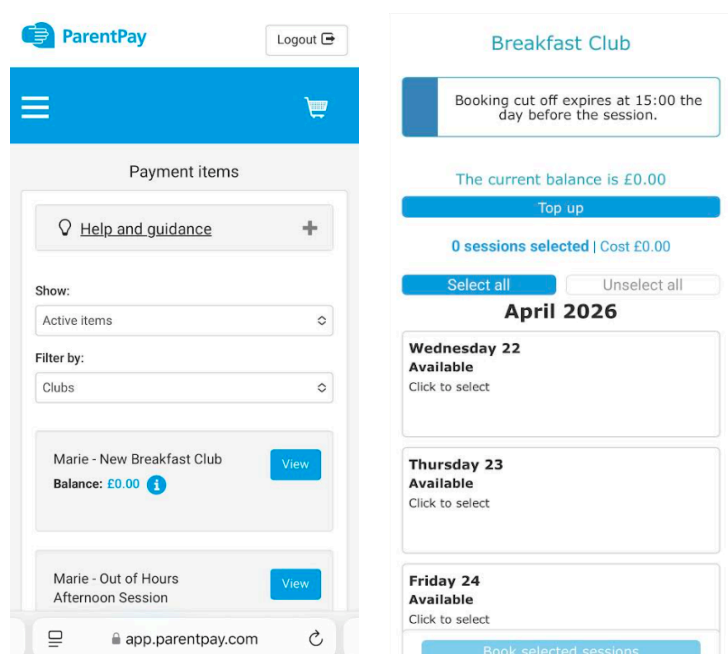 ParentPay
Logout
Payment items
Help and guidance
Show:
Active items
Filter by:
Clubs
Marie - New Breakfast Club
View
Balance: £0.00
Marie - Out of Hours
Afternoon Session
View
app.parentpay.com
Breakfast Club
Booking cut off expires at 15:00 the
day before the session.
The current balance is £0.00
Top up
0 sessions selected | Cost £0.00
Select all
Unselect all
April 2026
Wednesday 22
Available
Click to select
Thursday 23
Available
Click to select
Friday 24
Available
Click to select
Book selected sessions